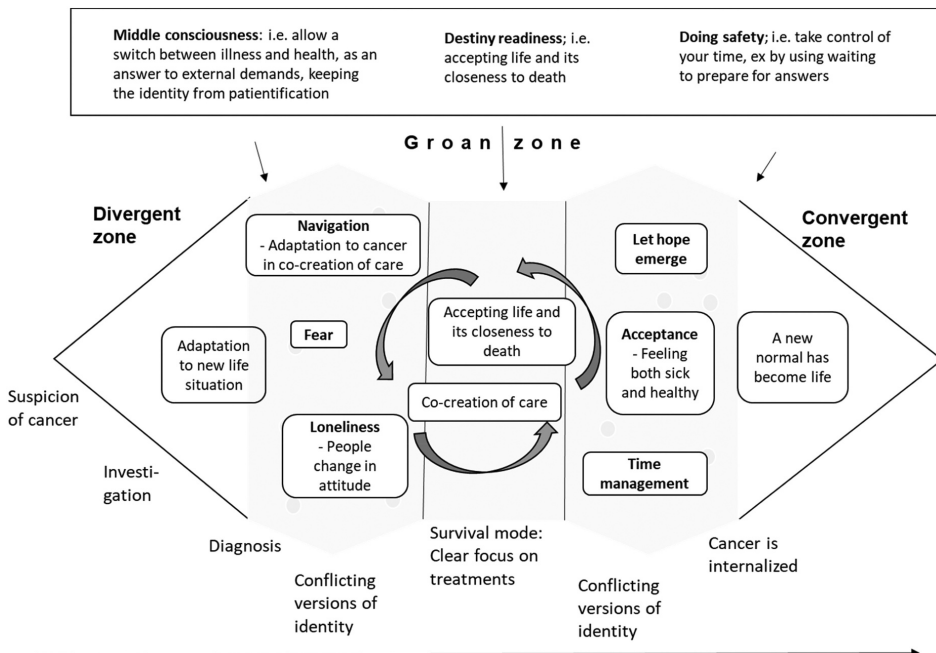 Middle consciousness: i.e. allow a
switch between illness and health, as an
answer to external demands, keeping
the identity from patientification
Destiny readiness; i.e.
accepting life and its
closeness to death
Doing safety; i.e. take control of
your time, ex by using waiting
to prepare for answers
Groan zone
Divergent
zone
Convergent
zone
Navigation
- Adaptation to cancer
in co-creation of care
Let hope
emerge
Fear
Adaptation
to new life
situation
Accepting life and
its closeness to
death
Acceptance
- Feeling
both sick
and healthy
A new
normal has
become life
Co-creation of care
Loneliness
- People
change in
attitude
Time
management
Suspicion
of cancer
Investi-
gation
Diagnosis
Conflicting
versions of
identity
Survival mode:
Clear focus on
treatments
Conflicting
versions of
identity
Cancer is
internalized